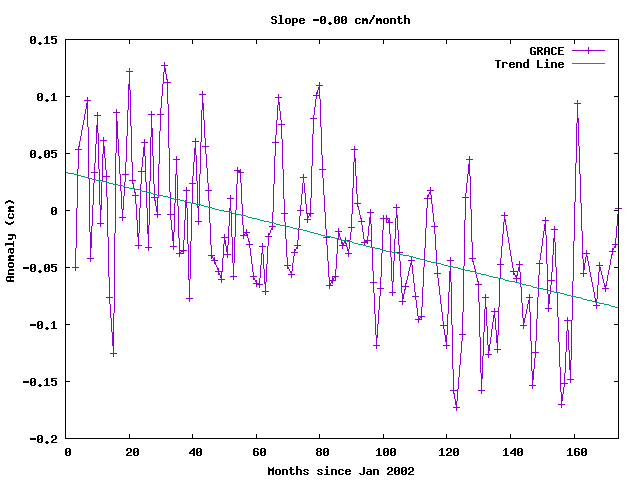 Slope -0.00 cm/month
GRACE
Trend Line
0.15
0.1
0.05
0
-0.05
-0.1
-0.15
-0.2
Anomaly (cm)
0 20 40 60 80 100 120 140 160
Months since Jan 2002